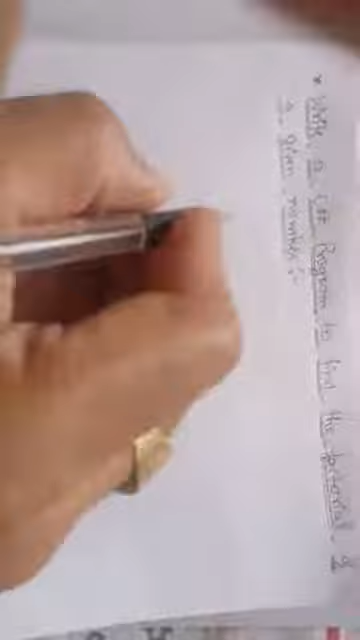 * Write a C++ Program to find the factorial of
a given number:-